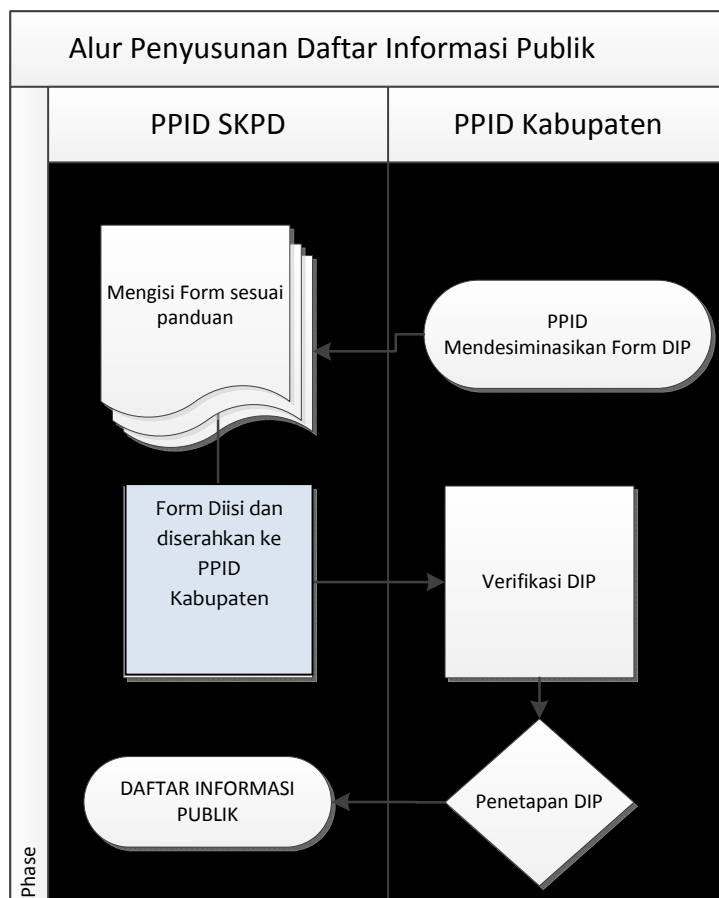 Alur Penyusunan Daftar Informasi Publik
PPID SKPD
PPID Kabupaten
Mengisi Form sesuai
panduan
PPID
Mendesiminasikan Form DIP
Form Diisi dan
diserahkan ke
PPID
Kabupaten
Verifikasi DIP
DAFTAR INFORMASI
PUBLIK
Penetapan DIP
Phase